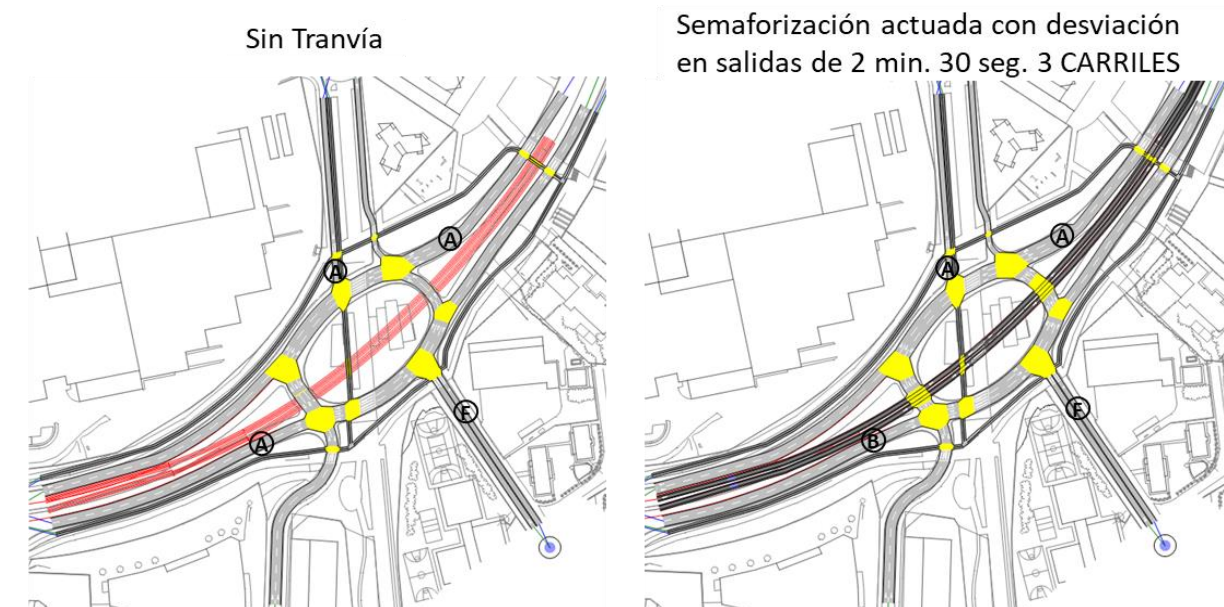 Sin Tranvía
Semaforización actuada con desviación
en salidas de 2 min. 30 seg. 3 CARRILES
A
A
A
F
A
A
B
F